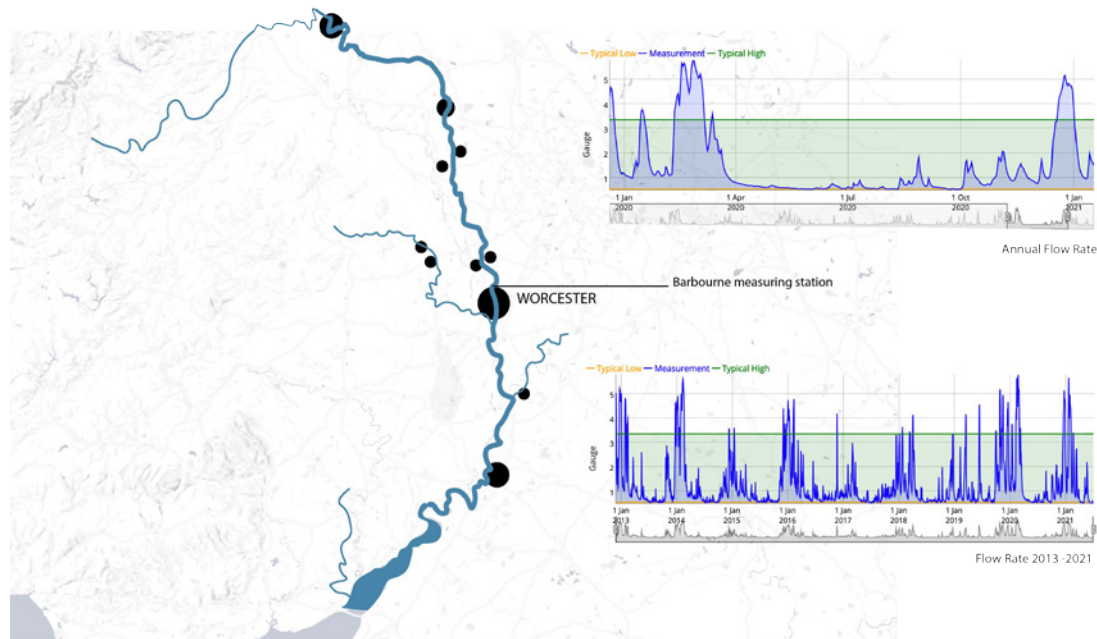 Typical Low Measurement Typical High
5
4
3
2
1
Gauge
1 Jan 1 Apr 1 Jul 1 Oct 1 Jan
2020 2020 2020 2020 2021
Annual Flow Rate
Barbourne measuring station
WORCESTER
Typical Low Measurement Typical High
5
4
3
2
1
Gauge
1 Jan 1 Jan 1 Jan 1 Jan 1 Jan 1 Jan 1 Jan 1 Jan 1 Jan
2013 2014 2015 2016 2017 2018 2019 2020 2021
Flow Rate 2013 -2021